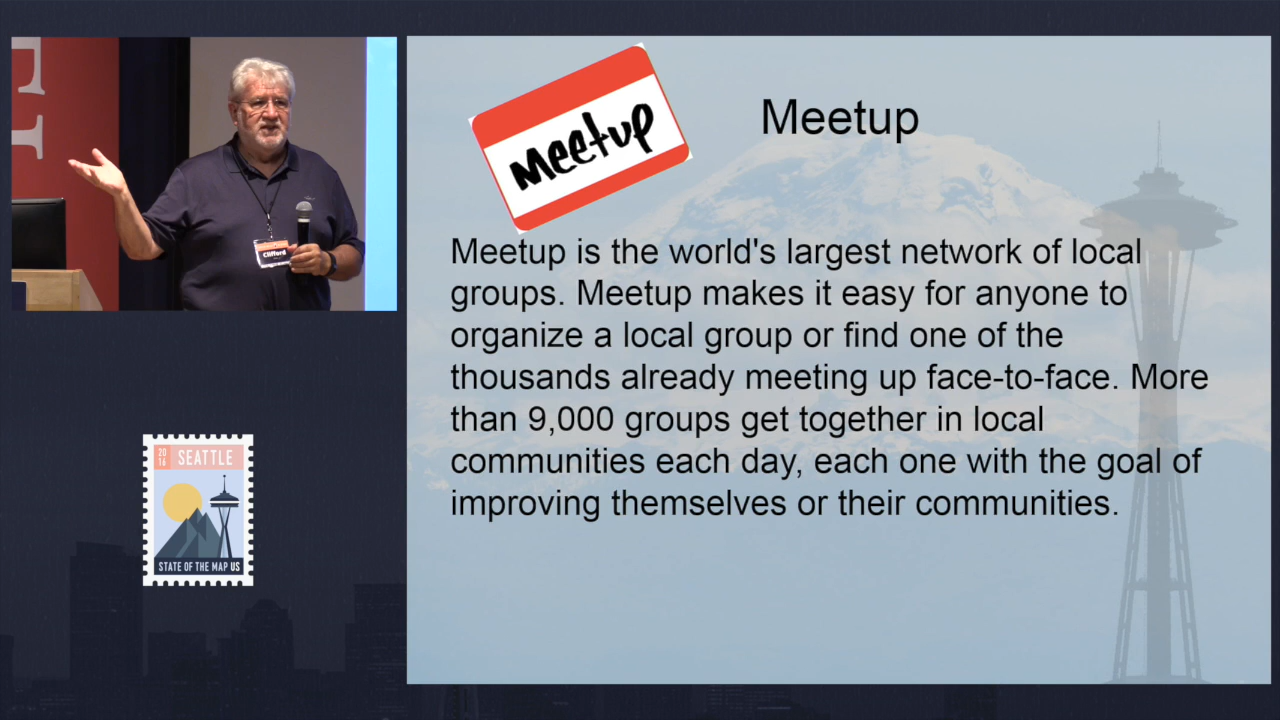 Meetup
Meetup
Meetup is the world's largest network of local
groups. Meetup makes it easy for anyone to
organize a local group or find one of the
thousands already meeting up face-to-face. More
than 9,000 groups get together in local
communities each day, each one with the goal of
improving themselves or their communities.
Clifford
20
16
SEATTLE
STATE OF THE MAP US